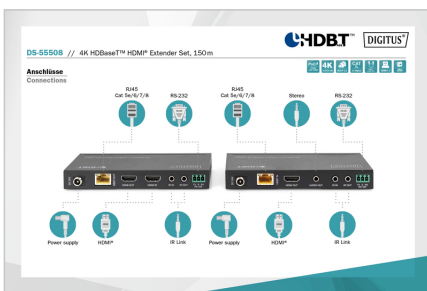 HDBT™
DIGITUS®
DS-55508 // 4K HDBaseT™ HDMI® Extender Set, 150 m
Anschlüsse
Connections
4K
RJ45
Cat 5e/6/7/8
RS-232
RJ45
Cat 5e/6/7/8
Stereo
RS-232
Power supply
HDMI®
IR Link
Power supply
HDMI®
IR Link